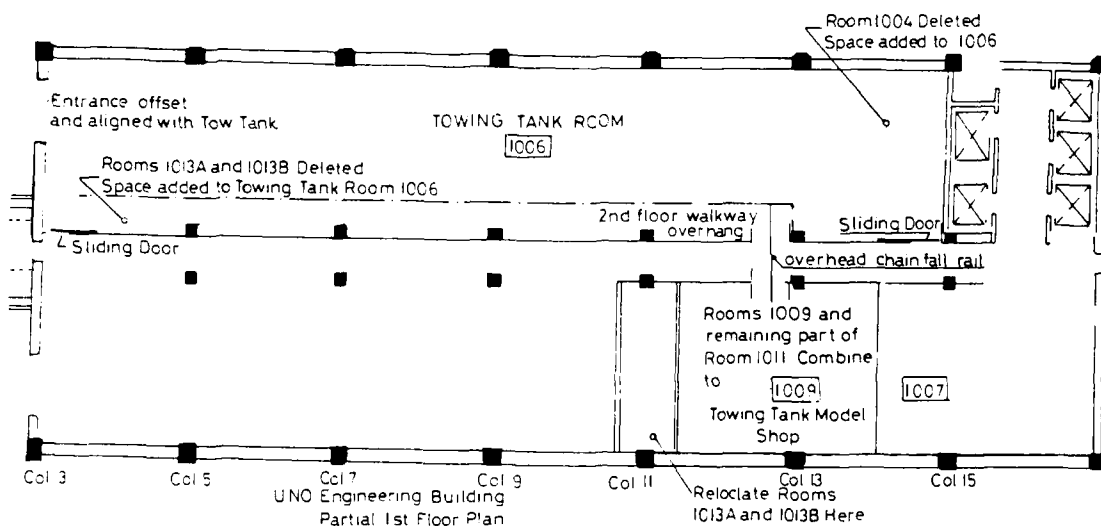 Room 1004 Deleted
Space added to 1006
Entrance offset
and aligned with Tow Tank
TOWING TANK ROOM
1006
Rooms 1013A and 1013B Deleted
Space added to Towing Tank Room 1006
2nd floor walkway
overhang
Sliding Door
Sliding Door
overhead chain fall rail
Rooms 1009 and
remaining part of
Room 1011 Combine
to
1009
1007
Towing Tank Model
Shop
Col 3
Col 5
Col 7
Col 9
Col 11
Col 13
Col 15
UNO Engineering Building
Partial 1st Floor Plan
Reloclate Rooms
1013A and 1013B Here